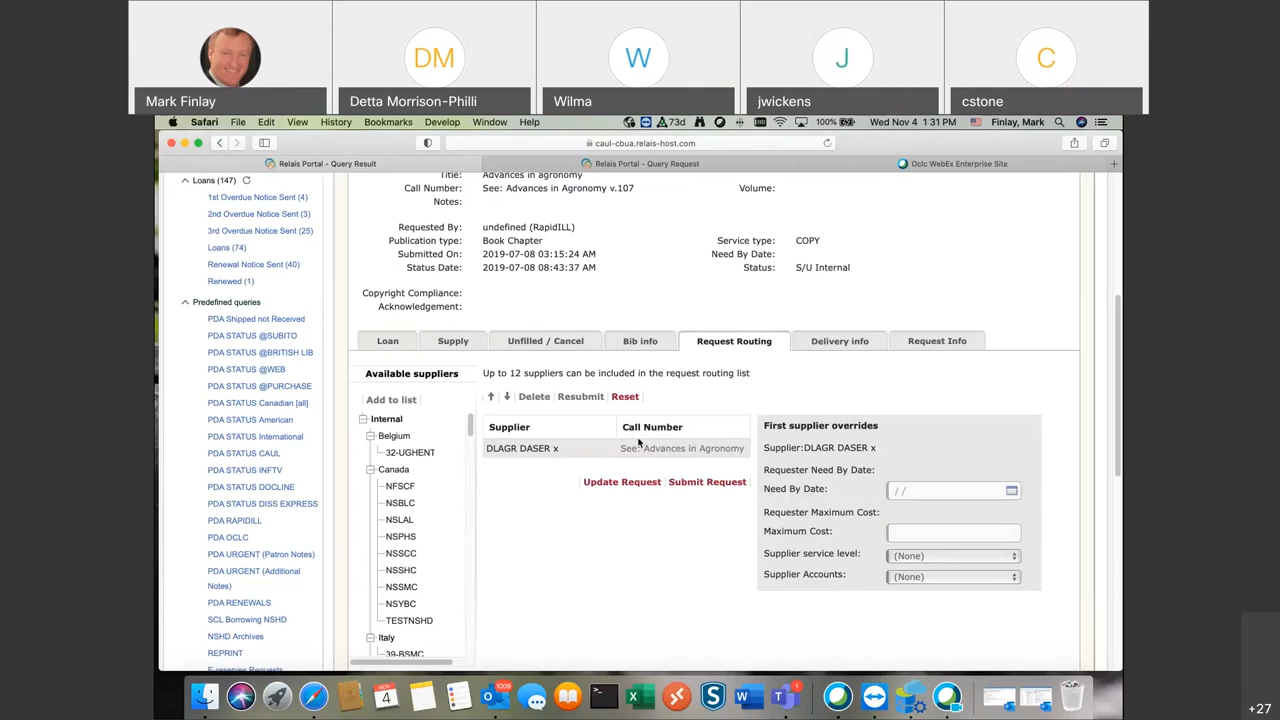 DM
W
J
C
Mark Finlay
Detta Morrison-Philli
Wilma
jwickens
cstone
Safari File Edit View History Bookmarks Develop Window Help
73d
100%
Wed Nov 4 1:31 PM
Finlay, Mark
caul-cbua.relais-host.com
Relais Portal - Query Result
Relais Portal - Query Request
Oclc WebEx Enterprise Site
Loans (147)
1st Overdue Notice Sent (4)
2nd Overdue Notice Sent (3)
3rd Overdue Notice Sent (25)
Loans (74)
Renewal Notice Sent (40)
Renewed (1)
Predefined queries
PDA Shipped not Received
PDA STATUS @SUBITO
PDA STATUS @BRITISH LIB
PDA STATUS @WEB
PDA STATUS @PURCHASE
PDA STATUS Canadian [all]
PDA STATUS American
PDA STATUS International
PDA STATUS CAUL
PDA STATUS INFTV
PDA STATUS DOCLINE
PDA STATUS DISS EXPRESS
PDA RAPIDILL
PDA OCLC
PDA URGENT (Patron Notes)
PDA URGENT (Additional
Notes)
PDA RENEWALS
SCL Borrowing NSHD
NSHD Archives
REPRINT
E-reserves Requests
Title: Advances in agronomy
Call Number: See: Advances in Agronomy v.107 Volume:
Notes:
Requested By: undefined (RapidILL)
Publication type: Book Chapter Service type: COPY
Submitted On: 2019-07-08 03:15:24 AM Need By Date:
Status Date: 2019-07-08 08:43:37 AM Status: S/U Internal
Copyright Compliance:
Acknowledgement:
Loan Supply Unfilled / Cancel Bib info Request Routing Delivery info Request Info
Available suppliers
Add to list
Internal
Belgium
32-UGHENT
Canada
NFSCF
NSBLC
NSLAL
NSPHS
NSSCC
NSSHC
NSSMC
NSYBC
TESTNSHD
Italy
39-BSMC
Up to 12 suppliers can be included in the request routing list
Delete Resubmit Reset
Supplier Call Number
DLAGR DASER x See: Advances in Agronomy
Update Request Submit Request
First supplier overrides
Supplier:DLAGR DASER x
Requester Need By Date:
Need By Date: / /
Requester Maximum Cost:
Maximum Cost:
Supplier service level: (None)
Supplier Accounts: (None)
4
1
+27